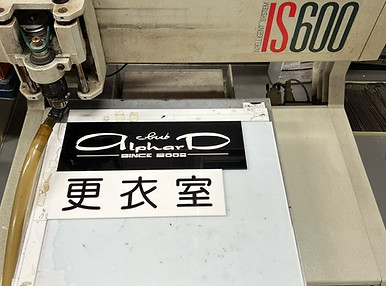 IS600
club
AlpharD
SINCE 2005
更衣室